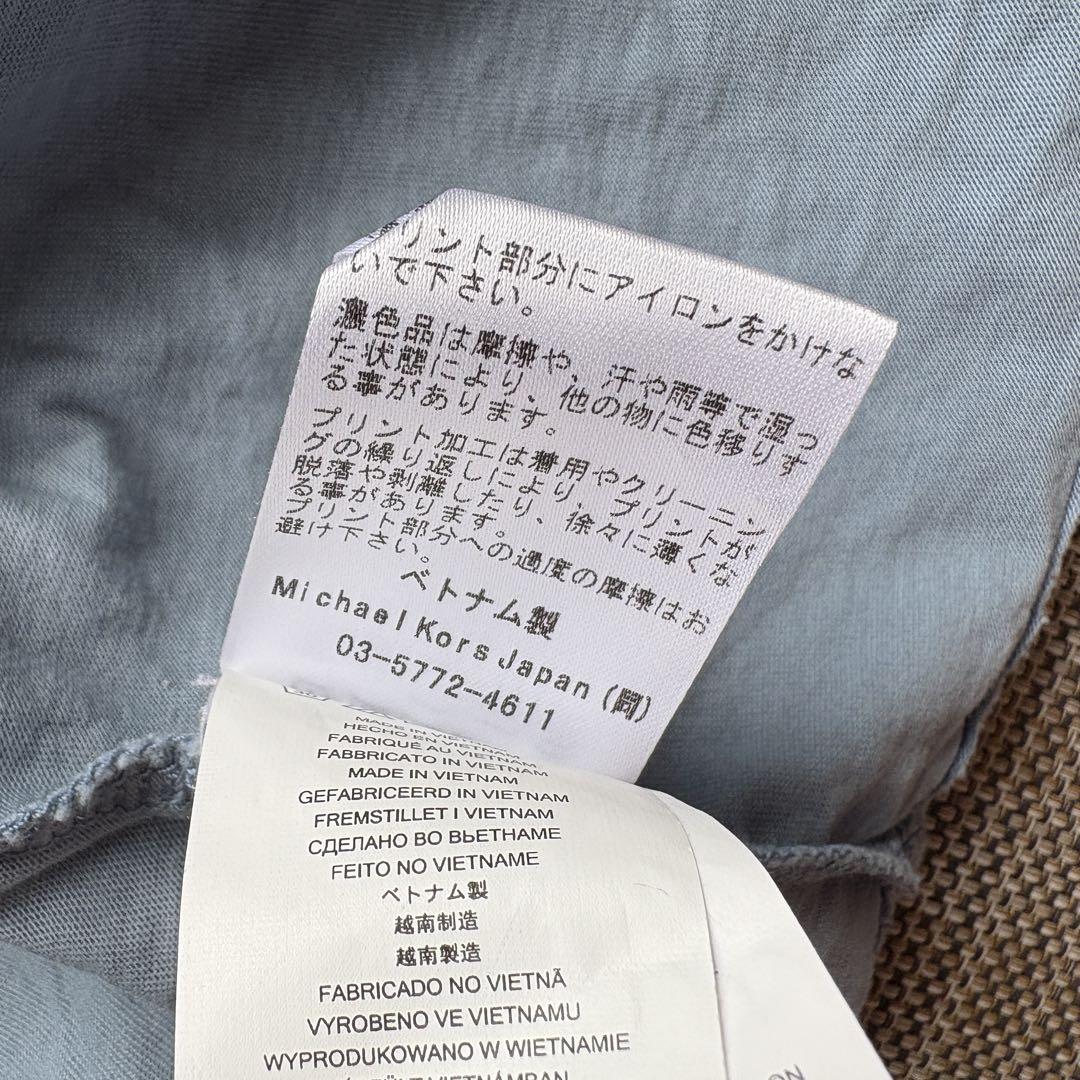 プリント部分にアイロンをかけな
いで下さい。
濃色品は摩擦や、汗や雨等で湿っ
た状態により、他の物に色移りす
る事があります。
プリント加工は着用やクリーニン
グの繰り返しにより、プリントが
脱落や剥離したり、徐々に薄くな
る事があります。
プリント部分への過度の摩擦はお
避け下さい。
ベトナム製
Michael Kors Japan (同)
03-5772-4611
MADE IN VIETNAM
HECHO EN VIETNAM
FABRIQUÉ AU VIETNAM
FABBRICATO IN VIETNAM
MADE IN VIETNAM
GEFABRICEERD IN VIETNAM
FREMSTILLET I VIETNAM
СДЕЛАНО ВО ВЬЕТНАМЕ
FEITO NO VIETNAME
ベトナム製
越南制造
越南製造
FABRICADO NO VIETNÃ
VYROBENO VE VIETNAMU
WYPRODUKOWANO W WIETNAMIE
VIETNÁMBAN